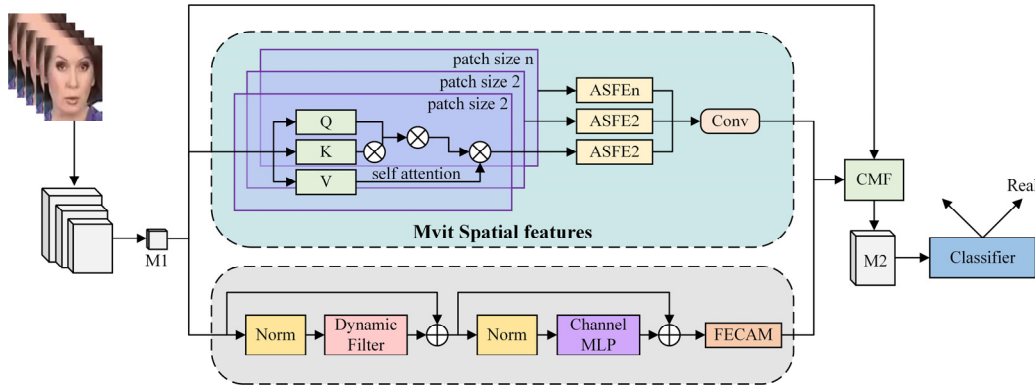 patch size n
patch size 2
patch size 2
Q
K
V
self attention
ASFEn
ASFE2
ASFE2
Conv
Mvit Spatial features
M1
CMF
M2
Real
Classifier
Norm
Dynamic
Filter
Norm
Channel
MLP
FECAM